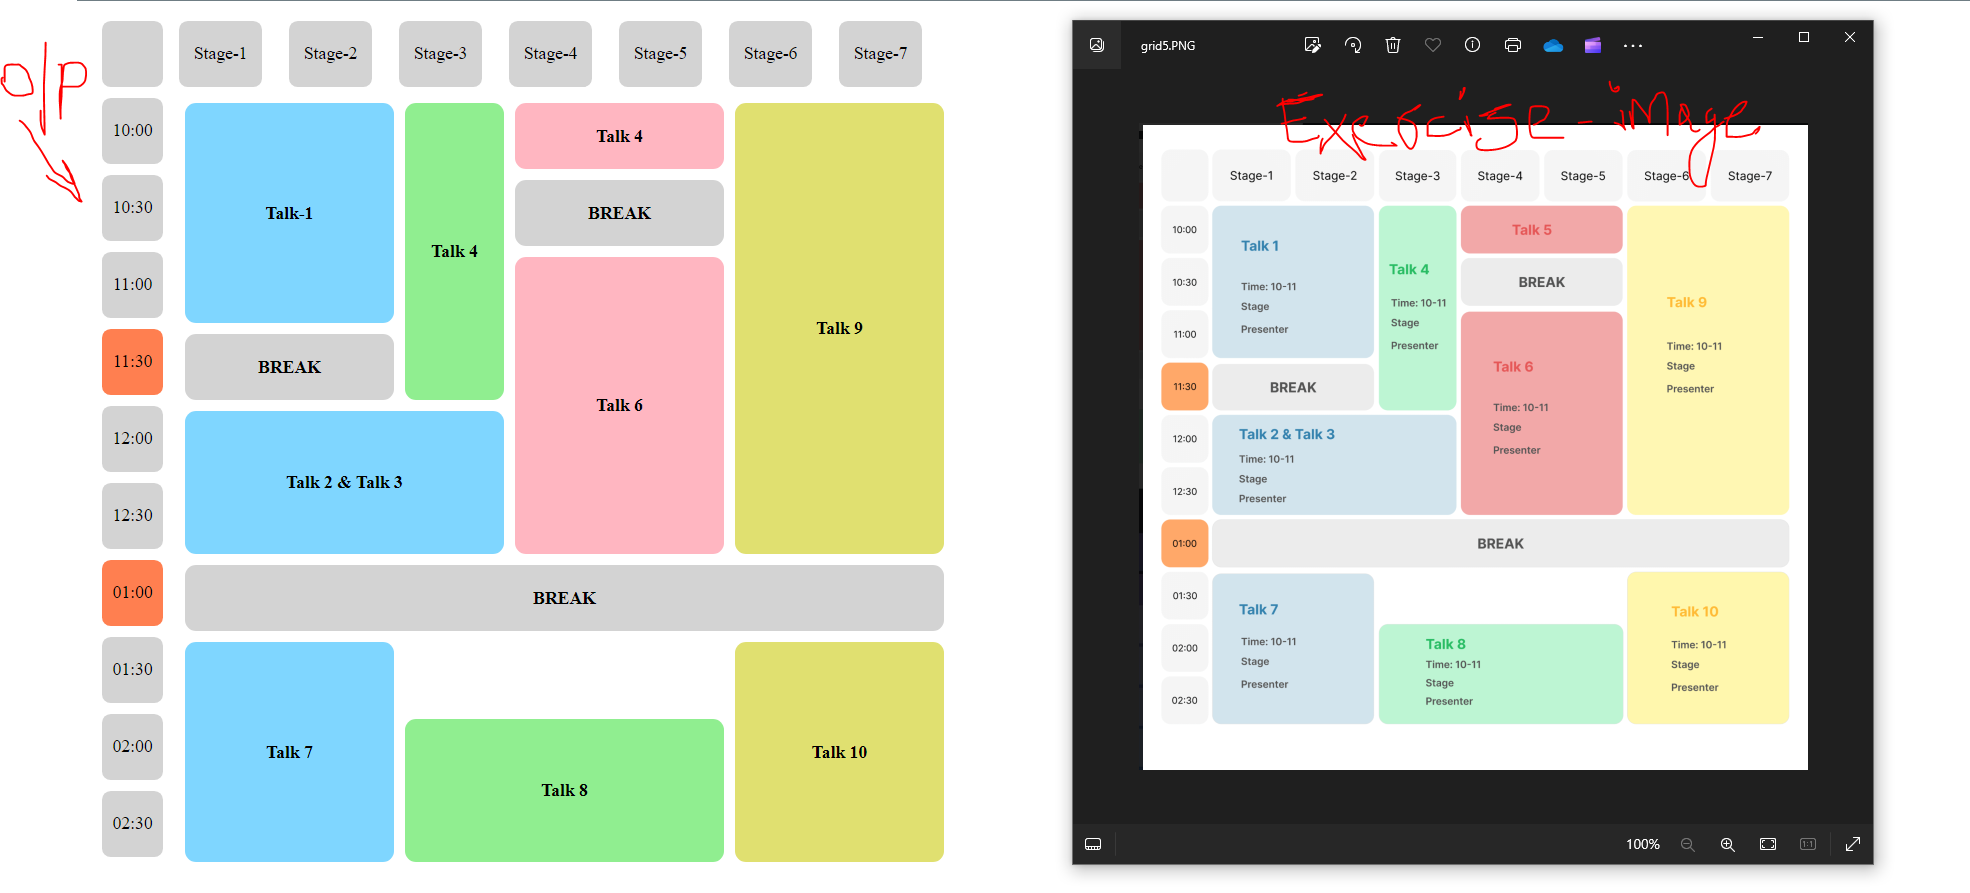 O/P
Stage-1 Stage-2 Stage-3 Stage-4 Stage-5 Stage-6 Stage-7
10:00
10:30
11:00
11:30
12:00
12:30
01:00
01:30
02:00
02:30
Talk-1
Talk 4
Talk 4
BREAK
Talk 9
BREAK
Talk 6
Talk 2 & Talk 3
BREAK
Talk 7
Talk 8
Talk 10
grid5.PNG
Exercise-image
Stage-1 Stage-2 Stage-3 Stage-4 Stage-5 Stage-6 Stage-7
10:00
10:30
11:00
11:30
12:00
12:30
01:00
01:30
02:00
02:30
Talk 1
Time: 10-11
Stage
Presenter
Talk 4
Time: 10-11
Stage
Presenter
Talk 5
BREAK
Talk 9
Time: 10-11
Stage
Presenter
BREAK
Talk 6
Time: 10-11
Stage
Presenter
Talk 2 & Talk 3
Time: 10-11
Stage
Presenter
BREAK
Talk 7
Time: 10-11
Stage
Presenter
Talk 8
Time: 10-11
Stage
Presenter
Talk 10
Time: 10-11
Stage
Presenter
100%
1:1